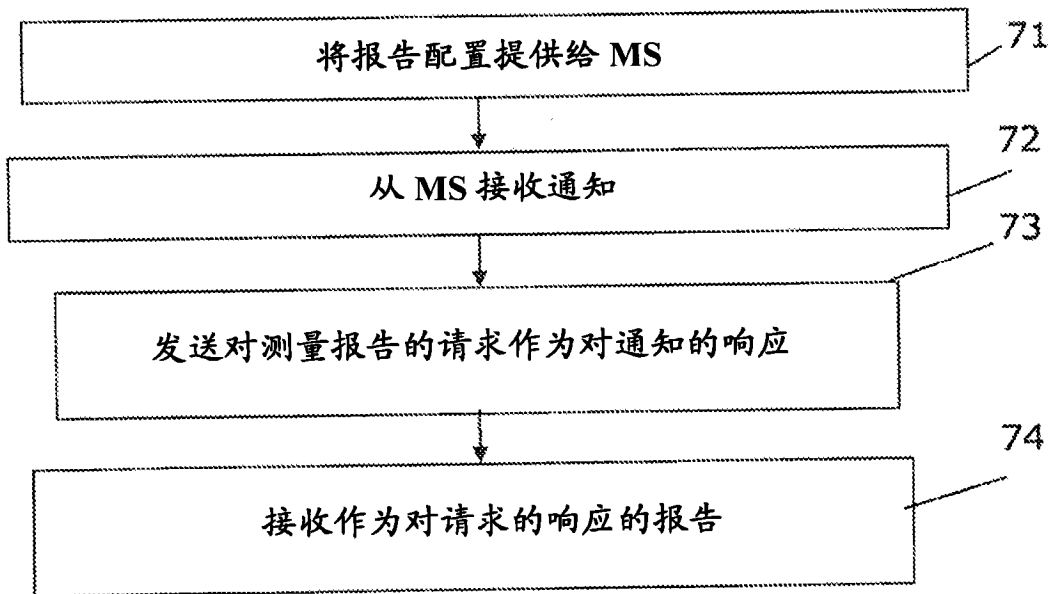 将报告配置提供给 MS
71
从 MS 接收通知
72
73
发送对测量报告的请求作为对通知的响应
74
接收作为对请求的响应的报告